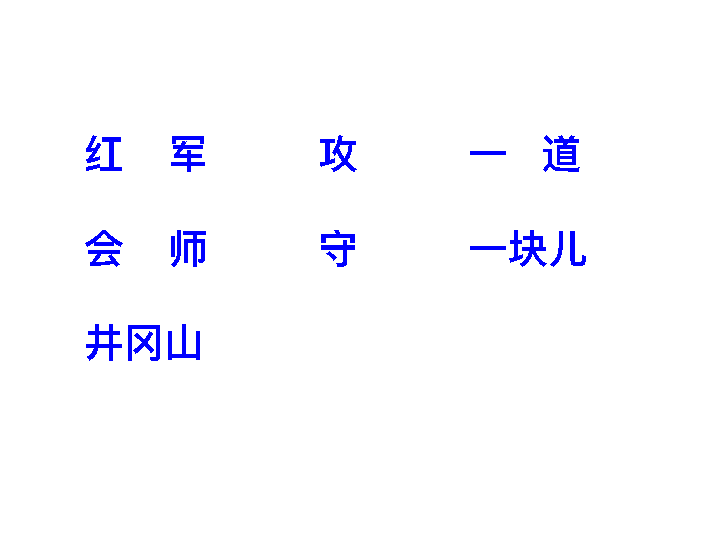 红 军 攻 一 道
会 师 守 一块儿
井冈山